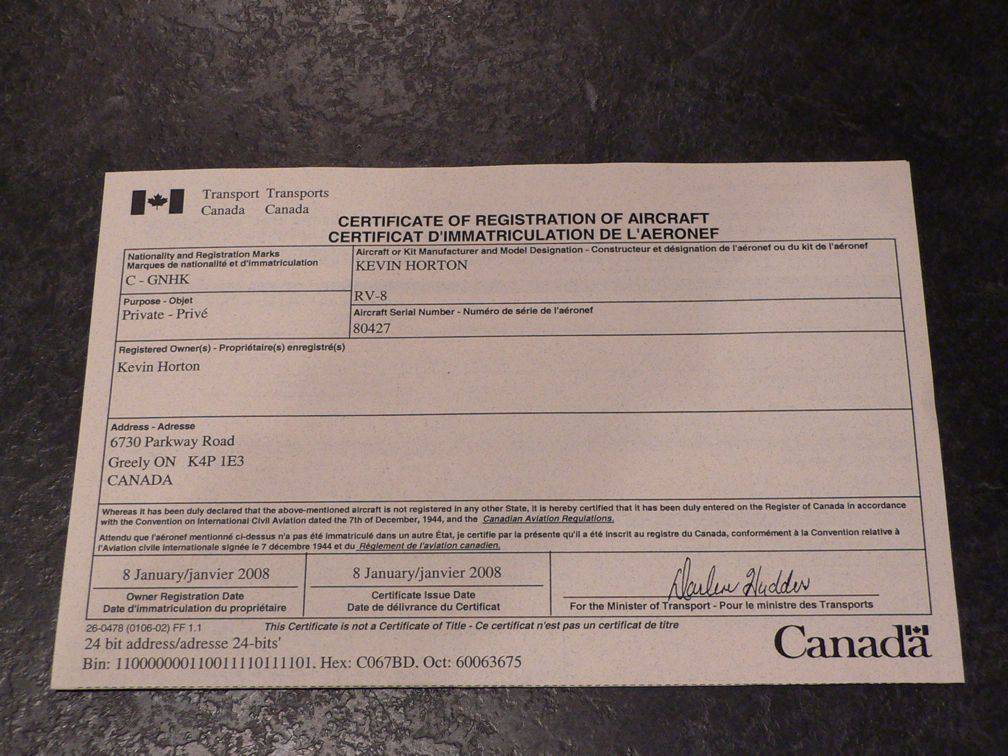 Transport Transports
Canada Canada
CERTIFICATE OF REGISTRATION OF AIRCRAFT
CERTIFICAT D'IMMATRICULATION DE L'AERONEF
Nationality and Registration Marks
Marques de nationalité et d'immatriculation
C - GNHK
Aircraft or Kit Manufacturer and Model Designation - Constructeur et désignation de l'aéronef ou du kit de l'aéronef
KEVIN HORTON
RV-8
Purpose - Objet
Private - Privé
Aircraft Serial Number - Numéro de série de l'aéronef
80427
Registered Owner(s) - Propriétaire(s) enregistré(s)
Kevin Horton
Address - Adresse
6730 Parkway Road
Greely ON K4P 1E3
CANADA
Whereas it has been duly declared that the above-mentioned aircraft is not registered in any other State, it is hereby certified that it has been duly entered on the Register of Canada in accordance
with the Convention on International Civil Aviation dated the 7th of December, 1944, and the Canadian Aviation Regulations.
Attendu que l'aéronef mentionné ci-dessus n'a pas été immatriculé dans un autre État, je certifie par la présente qu'il a été inscrit au registre du Canada, conformément à la Convention relative à
l'Aviation civile internationale signée le 7 décembre 1944 et du Règlement de l'aviation canadien.
8 January/janvier 2008
Owner Registration Date
Date d'immatriculation du propriétaire
8 January/janvier 2008
Certificate Issue Date
Date de délivrance du Certificat
Darlene Hudder
For the Minister of Transport - Pour le ministre des Transports
26-0478 (0106-02) FF 1.1
This Certificate is not a Certificate of Title - Ce certificat n'est pas un certificat de titre
24 bit address/adresse 24-bits'
Bin: 110000000110011110111101, Hex: C067BD, Oct: 60063675
Canada